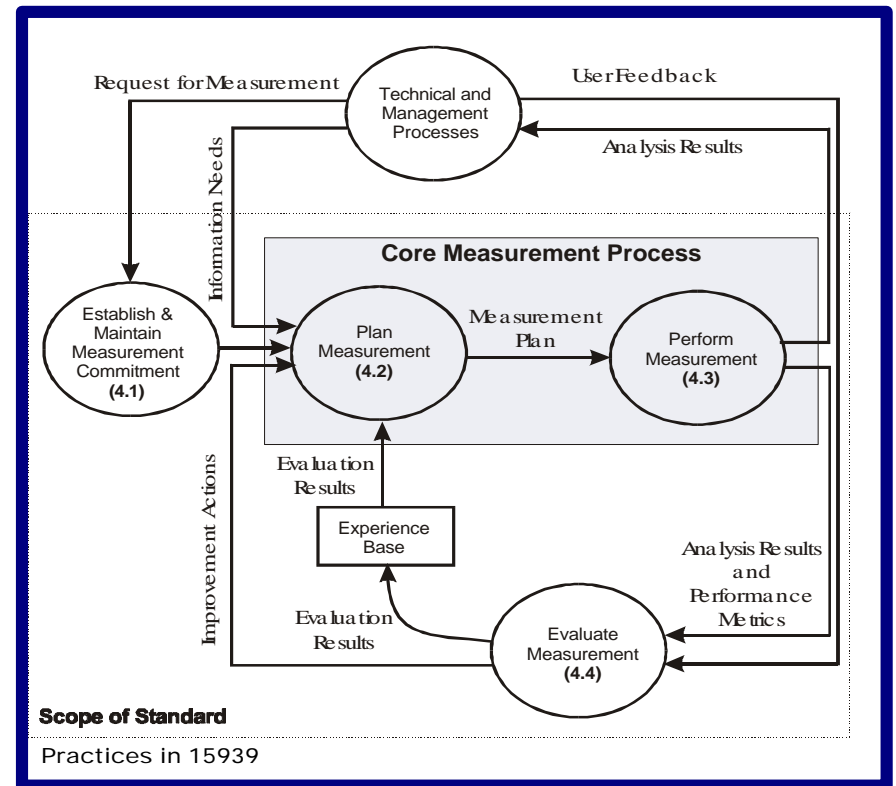 Request for Measurement
User Feedback
Technical and
Management
Processes
Analysis Results
Information Needs
Core Measurement Process
Establish &
Maintain
Measurement
Commitment
(4.1)
Plan
Measurement
(4.2)
Measurement
Plan
Perform
Measurement
(4.3)
Evaluation
Results
Improvement Actions
Experience
Base
Analysis Results
and
Performance
Metrics
Evaluation
Results
Evaluate
Measurement
(4.4)
Scope of Standard
Practices in 15939